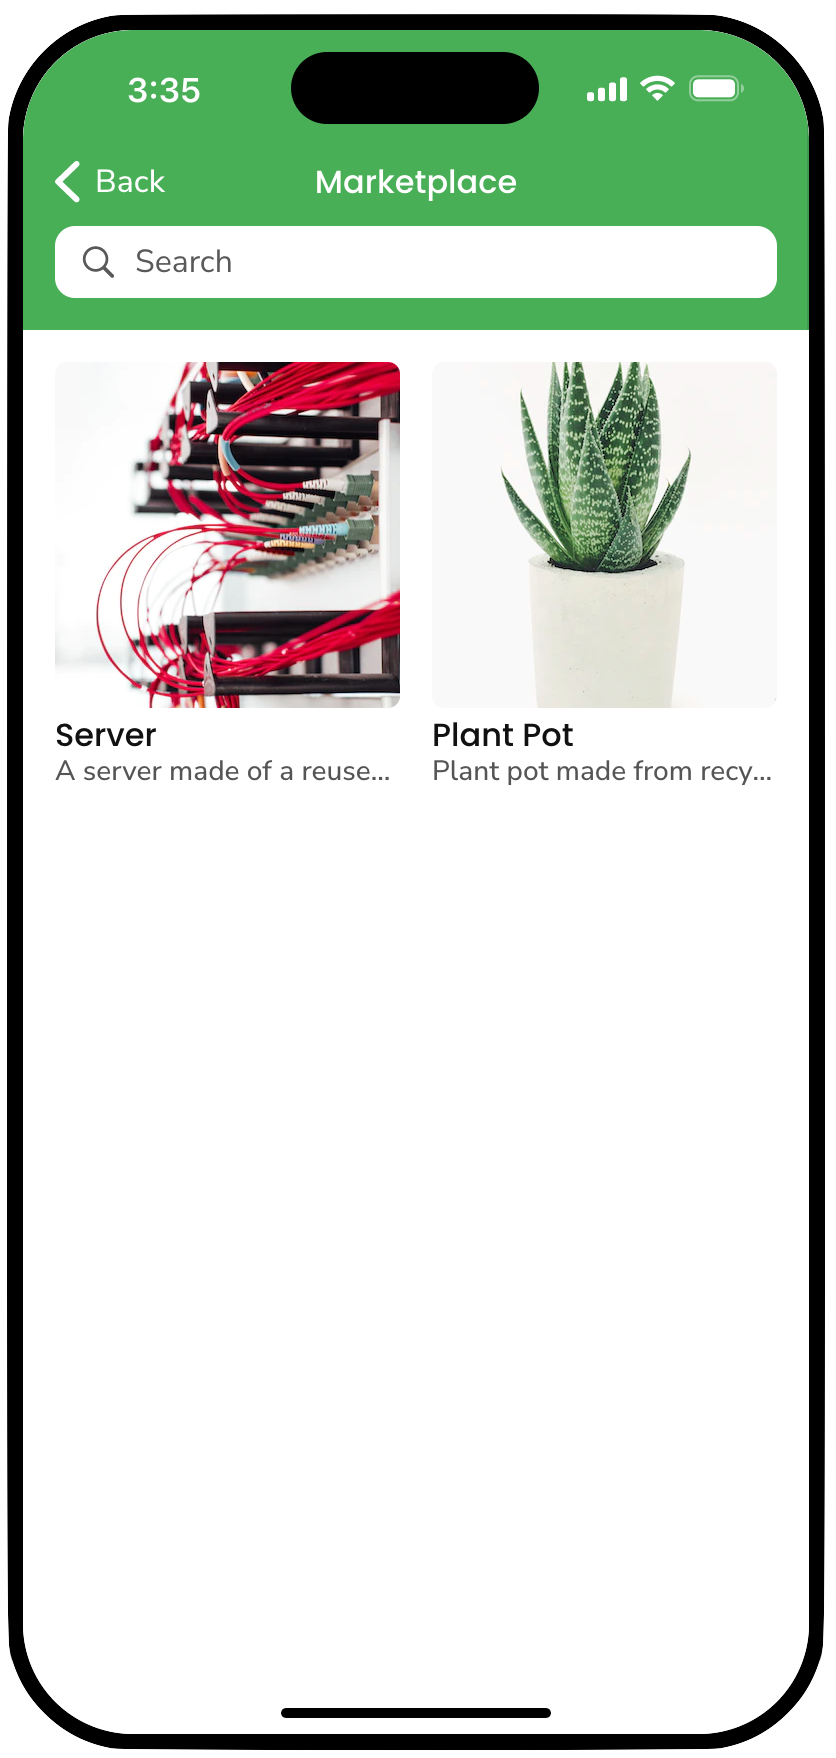 3:35
Back
Marketplace
Search
Server
A server made of a reuse...
Plant Pot
Plant pot made from recy...